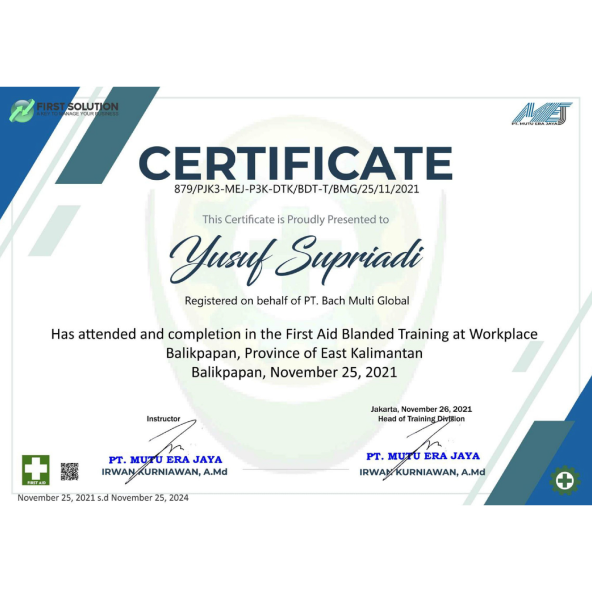 FIRST SOLUTION
PT. MUTU ERA JAYA
CERTIFICATE
879/PJK3-MEJ-P3K-DTK/BDT-T/BMG/25/11/2021
This Certificate is Proudly Presented to
Yusuf Supriadi
Registered on behalf of PT. Bach Multi Global
Has attended and completion in the First Aid Blanded Training at Workplace
Balikpapan, Province of East Kalimantan
Balikpapan, November 25, 2021
Instructor
PT. MUTU ERA JAYA
IRWAN KURNIAWAN, A.Md
Jakarta, November 26, 2021
Head of Training Division
PT. MUTU ERA JAYA
IRWAN KURNIAWAN, A.Md
FIRST AID
November 25, 2021 s.d November 25, 2024